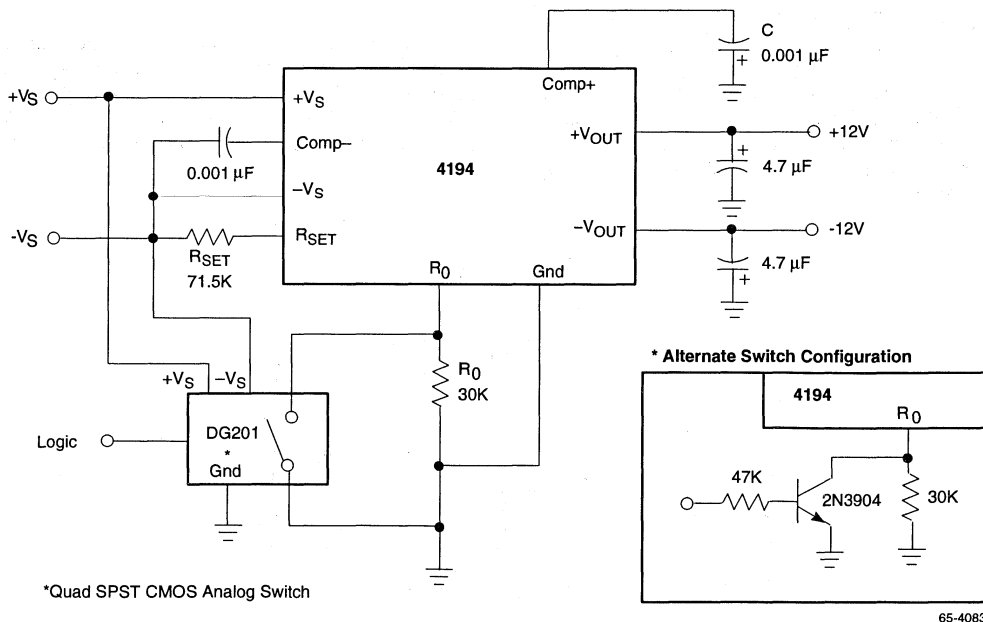 C
0.001 μF
+
Comp+
+VS
+VS
Comp–
0.001 μF
4194
+VOUT
+12V
+
4.7 μF
–VS
-VS
RSET
RSET
71.5K
–VOUT
-12V
4.7 μF
+
R0
Gnd
R0
30K
+VS
–VS
DG201
*
Gnd
Logic
*Quad SPST CMOS Analog Switch
* Alternate Switch Configuration
4194
R0
47K
2N3904
30K
65-4083